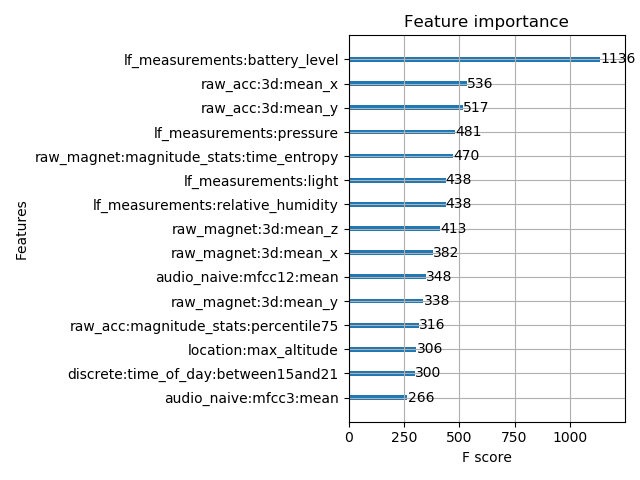 Feature importance
lf_measurements:battery_level 1136
raw_acc:3d:mean_x 536
raw_acc:3d:mean_y 517
lf_measurements:pressure 481
raw_magnet:magnitude_stats:time_entropy 470
lf_measurements:light 438
lf_measurements:relative_humidity 438
raw_magnet:3d:mean_z 413
raw_magnet:3d:mean_x 382
audio_naive:mfcc12:mean 348
raw_magnet:3d:mean_y 338
raw_acc:magnitude_stats:percentile75 316
location:max_altitude 306
discrete:time_of_day:between15and21 300
audio_naive:mfcc3:mean 266
Features
0 250 500 750 1000
F score